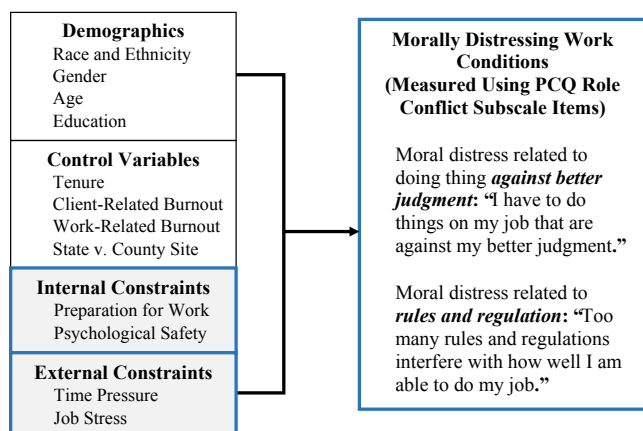 Demographics
Race and Ethnicity
Gender
Age
Education
Control Variables
Tenure
Client-Related Burnout
Work-Related Burnout
State v. County Site
Internal Constraints
Preparation for Work
Psychological Safety
External Constraints
Time Pressure
Job Stress
Morally Distressing Work
Conditions
(Measured Using PCQ Role
Conflict Subscale Items)
Moral distress related to
doing thing against better
judgment: “I have to do
things on my job that are
against my better judgment.”
Moral distress related to
rules and regulation: “Too
many rules and regulations
interfere with how well I am
able to do my job.”